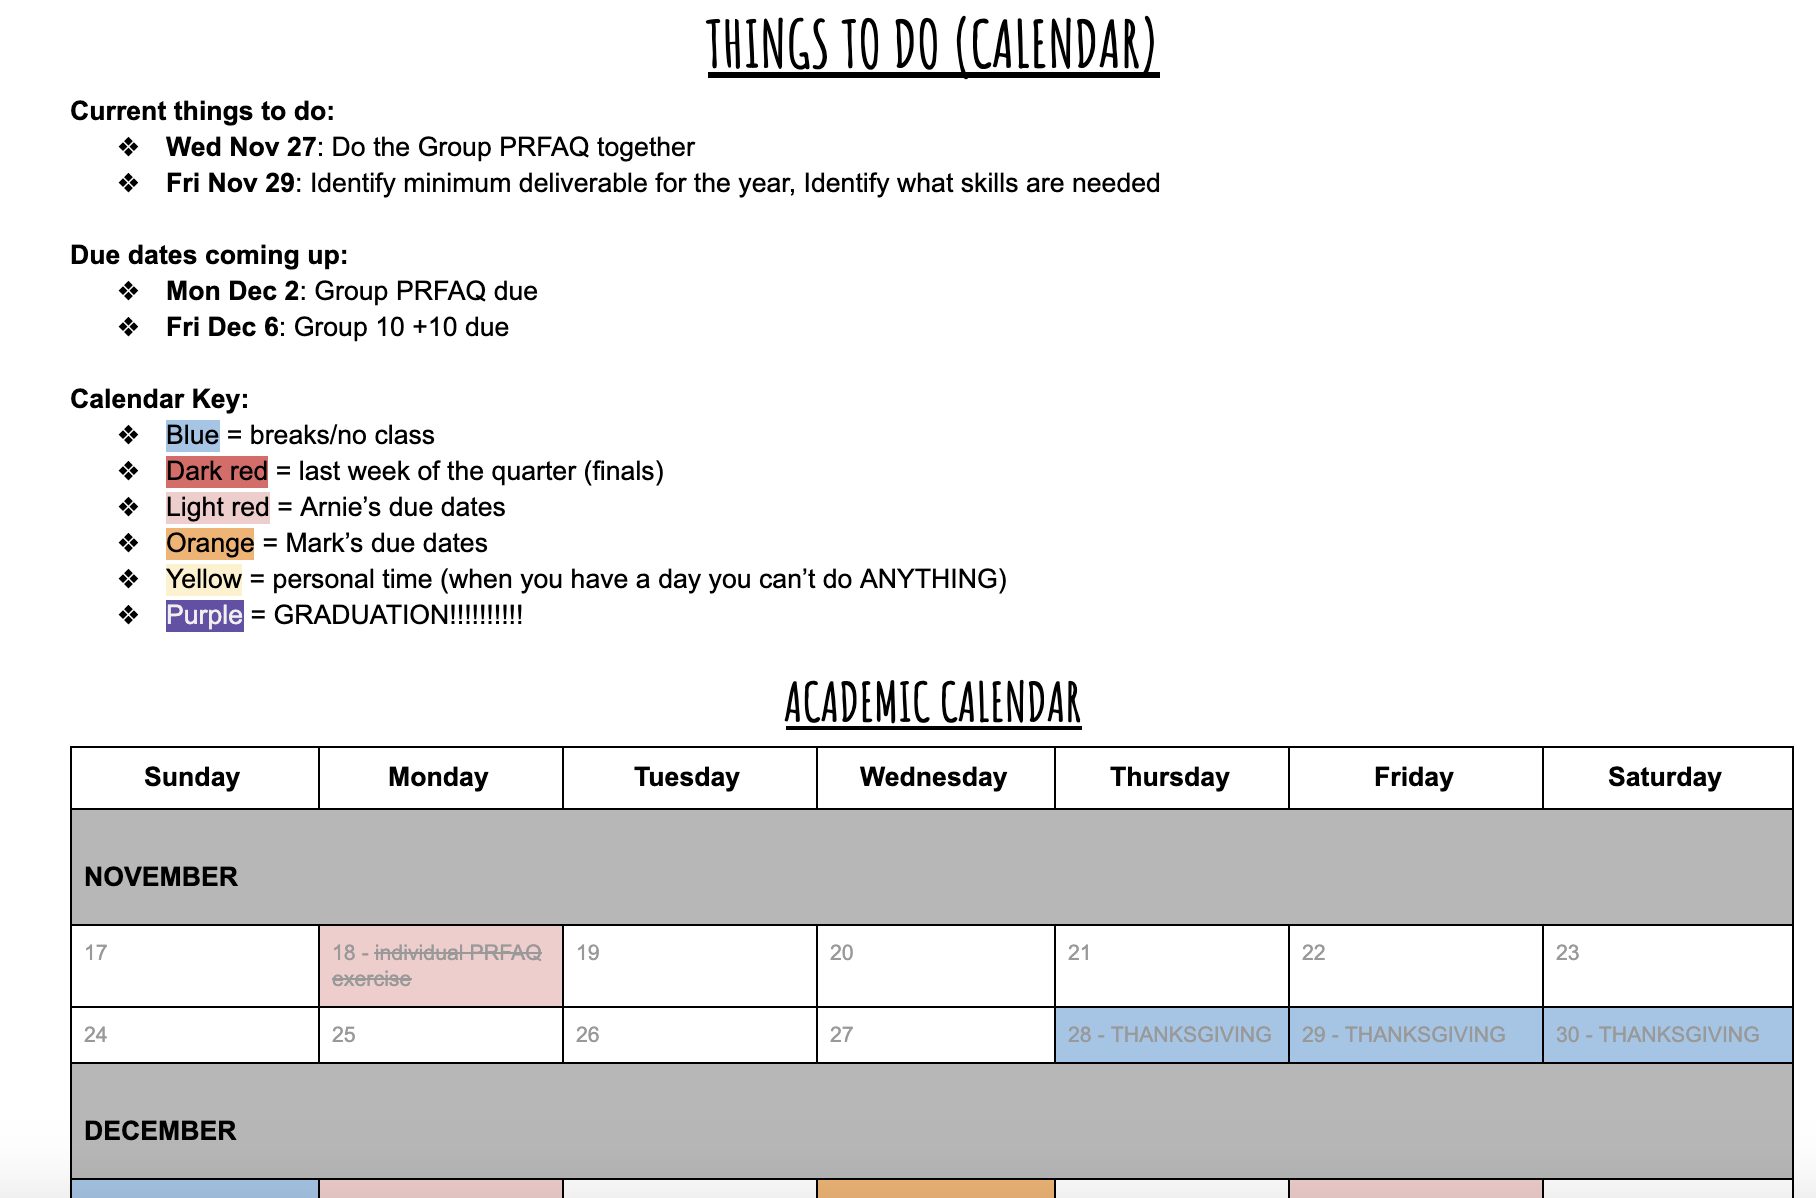 THINGS TO DO (CALENDAR)
Current things to do:
❖ Wed Nov 27: Do the Group PRFAQ together
❖ Fri Nov 29: Identify minimum deliverable for the year, Identify what skills are needed
Due dates coming up:
❖ Mon Dec 2: Group PRFAQ due
❖ Fri Dec 6: Group 10 +10 due
Calendar Key:
❖ Blue = breaks/no class
❖ Dark red = last week of the quarter (finals)
❖ Light red = Arnie’s due dates
❖ Orange = Mark’s due dates
❖ Yellow = personal time (when you have a day you can’t do ANYTHING)
❖ Purple = GRADUATION!!!!!!!!!!
ACADEMIC CALENDAR
Sunday Monday Tuesday Wednesday Thursday Friday Saturday
NOVEMBER
17 18 - individual PRFAQ 19 20 21 22 23
exercise
24 25 26 27 28 - THANKSGIVING 29 - THANKSGIVING 30 - THANKSGIVING
DECEMBER